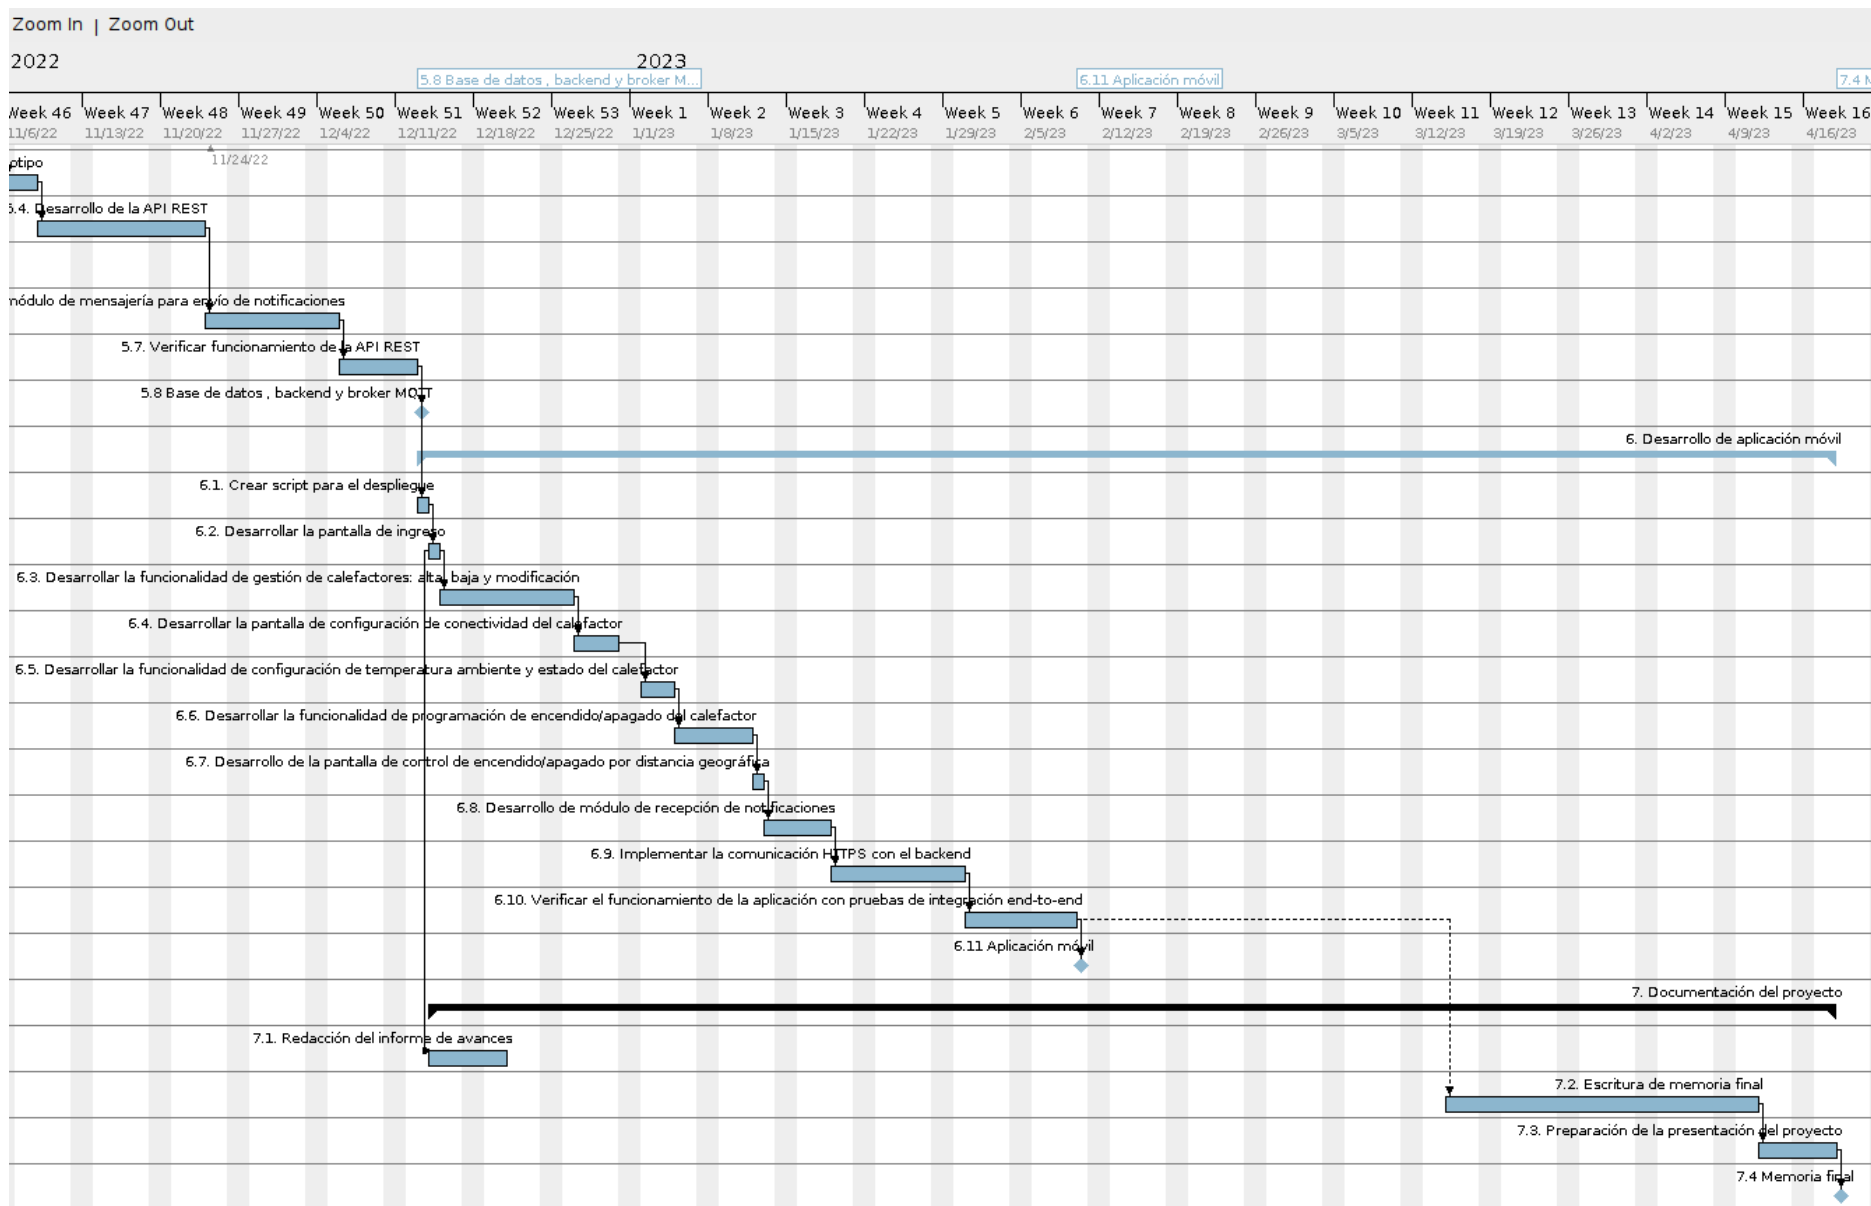 Zoom In | Zoom Out
2022 2023
5.8 Base de datos , backend y broker M... 6.11 Aplicación móvil 7.4 M
Week 46 Week 47 Week 48 Week 49 Week 50 Week 51 Week 52 Week 53 Week 1 Week 2 Week 3 Week 4 Week 5 Week 6 Week 7 Week 8 Week 9 Week 10 Week 11 Week 12 Week 13 Week 14 Week 15 Week 16
11/6/22 11/13/22 11/20/22 11/27/22 12/4/22 12/11/22 12/18/22 12/25/22 1/1/23 1/8/23 1/15/23 1/22/23 1/29/23 2/5/23 2/12/23 2/19/23 2/26/23 3/5/23 3/12/23 3/19/23 3/26/23 4/2/23 4/9/23 4/16/23
11/24/22
otipo
5.4. Desarrollo de la API REST
módulo de mensajería para envío de notificaciones
5.7. Verificar funcionamiento de la API REST
5.8 Base de datos , backend y broker MQTT
6. Desarrollo de aplicación móvil
6.1. Crear script para el despliegue
6.2. Desarrollar la pantalla de ingreso
6.3. Desarrollar la funcionalidad de gestión de calefactores: alta, baja y modificación
6.4. Desarrollar la pantalla de configuración de conectividad del calefactor
6.5. Desarrollar la funcionalidad de configuración de temperatura ambiente y estado del calefactor
6.6. Desarrollar la funcionalidad de programación de encendido/apagado del calefactor
6.7. Desarrollo de la pantalla de control de encendido/apagado por distancia geográfica
6.8. Desarrollo de módulo de recepción de notificaciones
6.9. Implementar la comunicación HTTPS con el backend
6.10. Verificar el funcionamiento de la aplicación con pruebas de integración end-to-end
6.11 Aplicación móvil
7. Documentación del proyecto
7.1. Redacción del informe de avances
7.2. Escritura de memoria final
7.3. Preparación de la presentación del proyecto
7.4 Memoria final